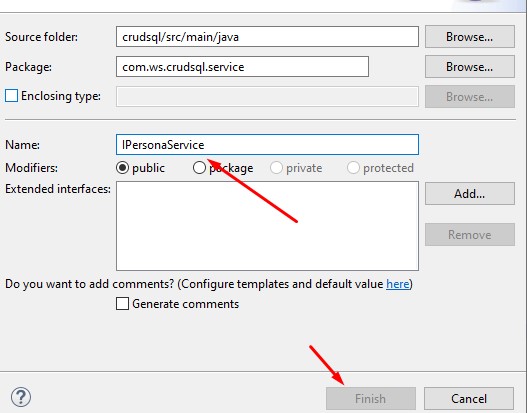 Source folder: crudsql/src/main/java Browse...
Package: com.ws.crudsql.service Browse...
Enclosing type: Browse...
Name: IPersonaService
Modifiers: public package private protected
Extended interfaces: Add...
Remove
Do you want to add comments? (Configure templates and default value here)
Generate comments
? Finish Cancel